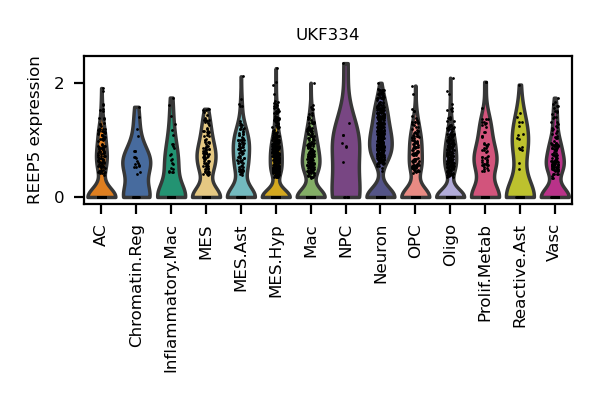 UKF334
REEP5 expression
2
0
AC
Chromatin.Reg
Inflammatory.Mac
MES
MES.Ast
MES.Hyp
Mac
NPC
Neuron
OPC
Oligo
Prolif.Metab
Reactive.Ast
Vasc